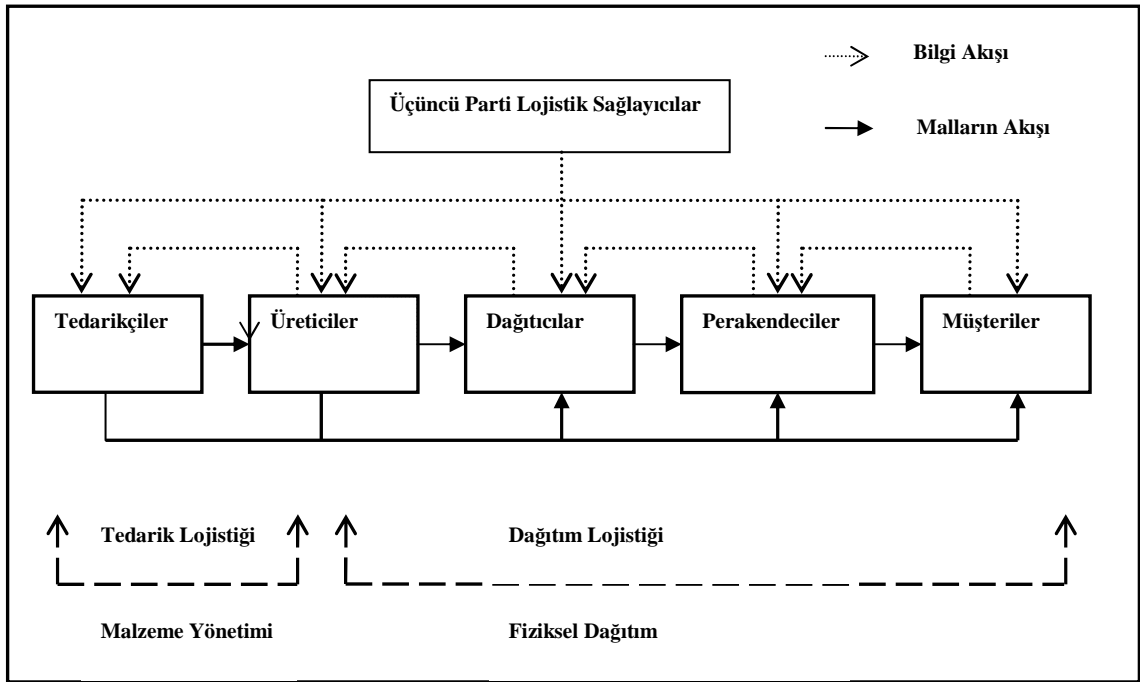 Bilgi Akışı
Üçüncü Parti Lojistik Sağlayıcılar
Malların Akışı
Tedarikçiler
Üreticiler
Dağıtıcılar
Perakendeciler
Müşteriler
Tedarik Lojistiği
Dağıtım Lojistiği
Malzeme Yönetimi
Fiziksel Dağıtım